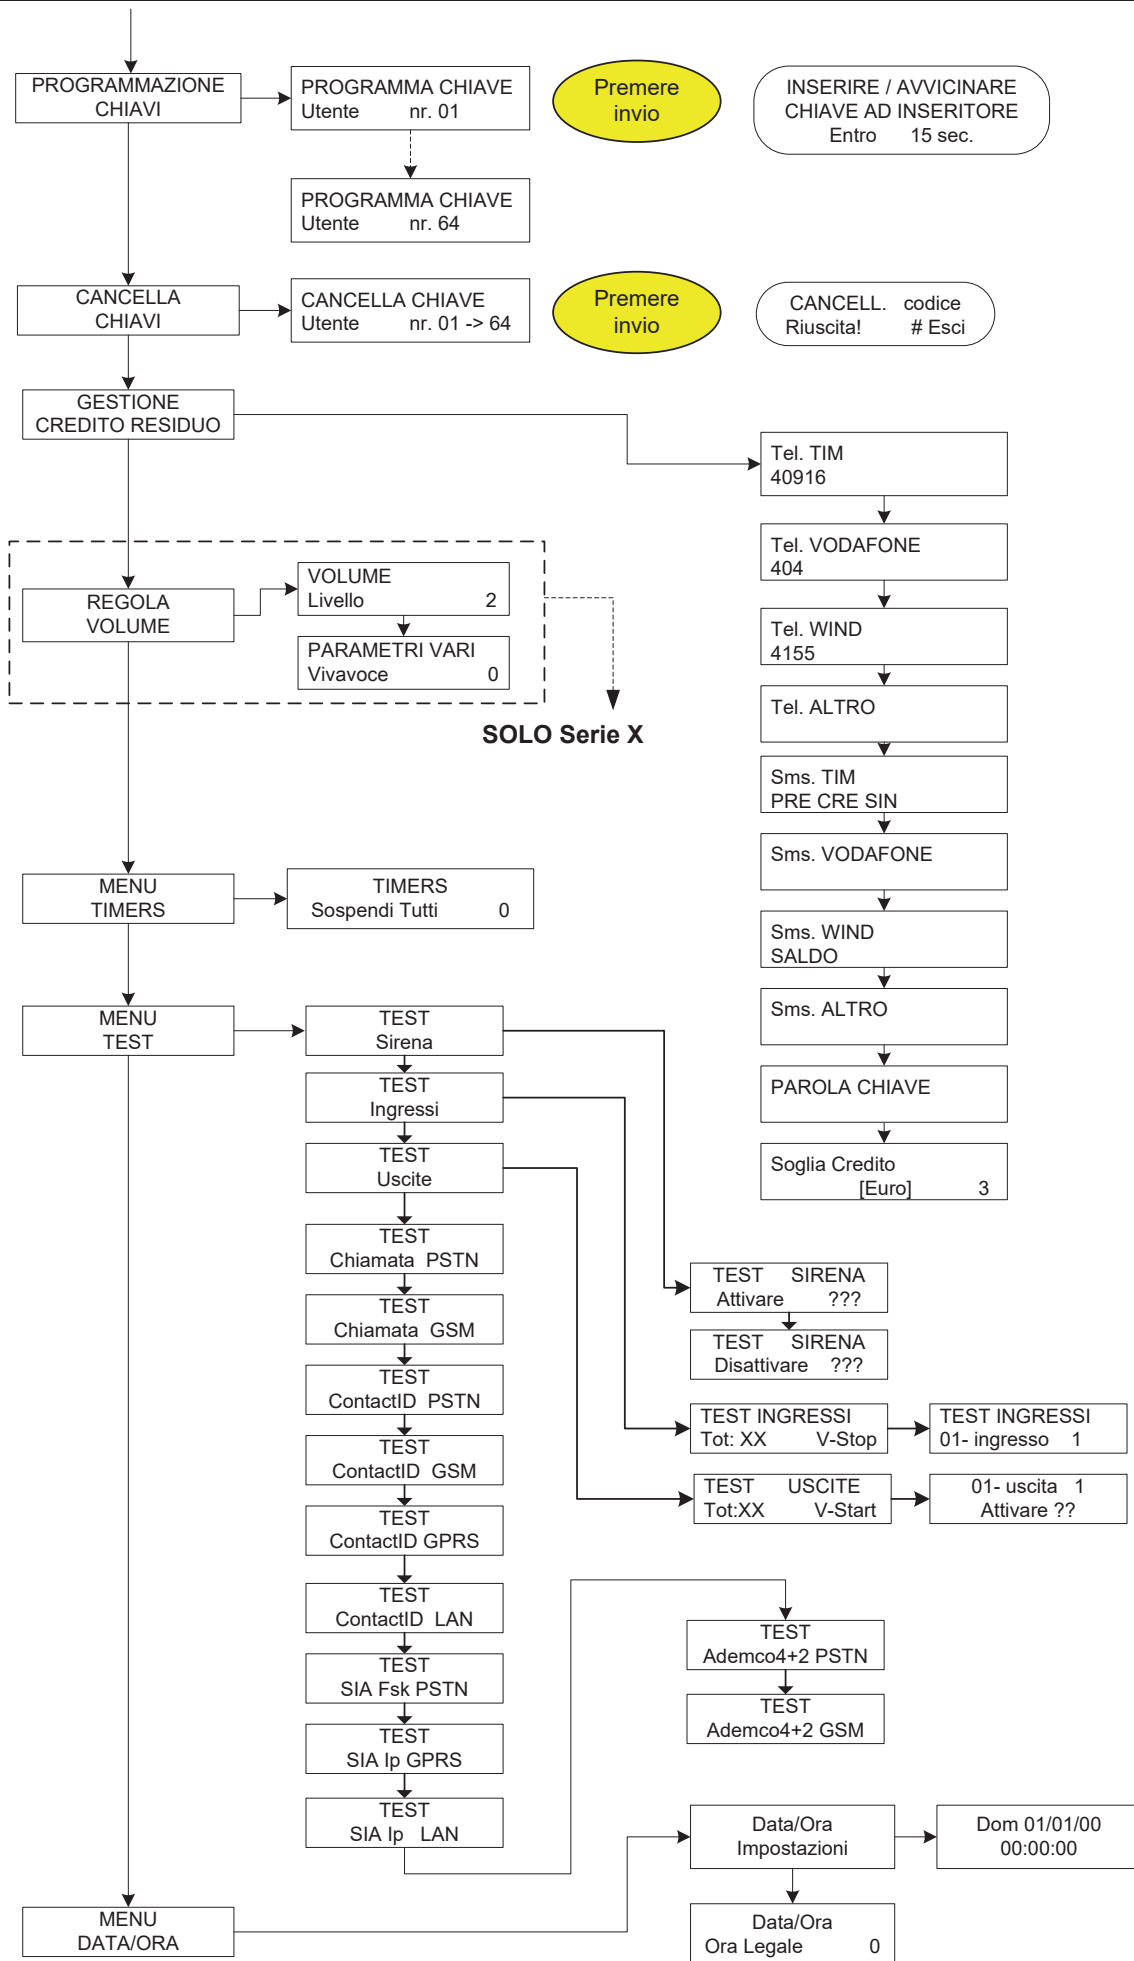 PROGRAMMAZIONE
CHIAVI
PROGRAMMA CHIAVE
Utente nr. 01
Premere
invio
INSERIRE / AVVICINARE
CHIAVE AD INSERITORE
Entro 15 sec.
PROGRAMMA CHIAVE
Utente nr. 64
CANCELLA
CHIAVI
CANCELLA CHIAVE
Utente nr. 01 -> 64
Premere
invio
CANCELL. codice
Riuscita! # Esci
GESTIONE
CREDITO RESIDUO
Tel. TIM
40916
Tel. VODAFONE
404
Tel. WIND
4155
Tel. ALTRO
Sms. TIM
PRE CRE SIN
Sms. VODAFONE
Sms. WIND
SALDO
Sms. ALTRO
PAROLA CHIAVE
Soglia Credito
[Euro] 3
REGOLA
VOLUME
VOLUME
Livello 2
PARAMETRI VARI
Vivavoce 0
SOLO Serie X
MENU
TIMERS
TIMERS
Sospendi Tutti 0
MENU
TEST
TEST
Sirena
TEST
Ingressi
TEST
Uscite
TEST
Chiamata PSTN
TEST
Chiamata GSM
TEST
ContactID PSTN
TEST
ContactID GSM
TEST
ContactID GPRS
TEST
ContactID LAN
TEST
SIA Fsk PSTN
TEST
SIA Ip GPRS
TEST
SIA Ip LAN
TEST SIRENA
Attivare ???
TEST SIRENA
Disattivare ???
TEST INGRESSI
Tot: XX V-Stop
TEST INGRESSI
01- ingresso 1
TEST USCITE
Tot:XX V-Start
01- uscita 1
Attivare ??
TEST
Ademco4+2 PSTN
TEST
Ademco4+2 GSM
MENU
DATA/ORA
Data/Ora
Impostazioni
Dom 01/01/00
00:00:00
Data/Ora
Ora Legale 0